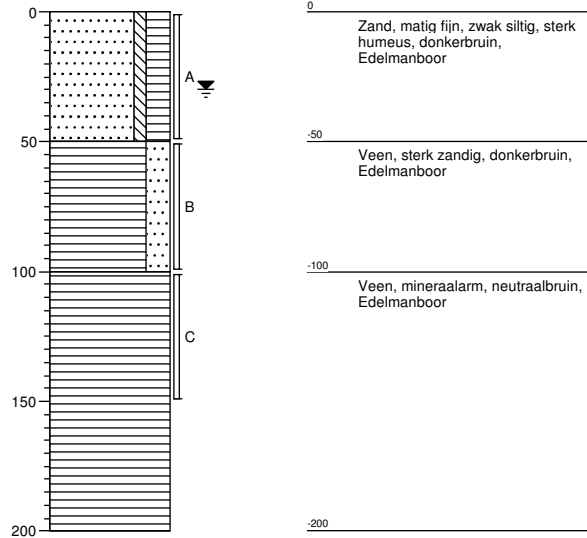 0
50
100
150
200
A
B
C
0
Zand, matig fijn, zwak siltig, sterk
humeus, donkerbruin,
Edelmanboor
-50
Veen, sterk zandig, donkerbruin,
Edelmanboor
-100
Veen, mineraalarm, neutraalbruin,
Edelmanboor
-200